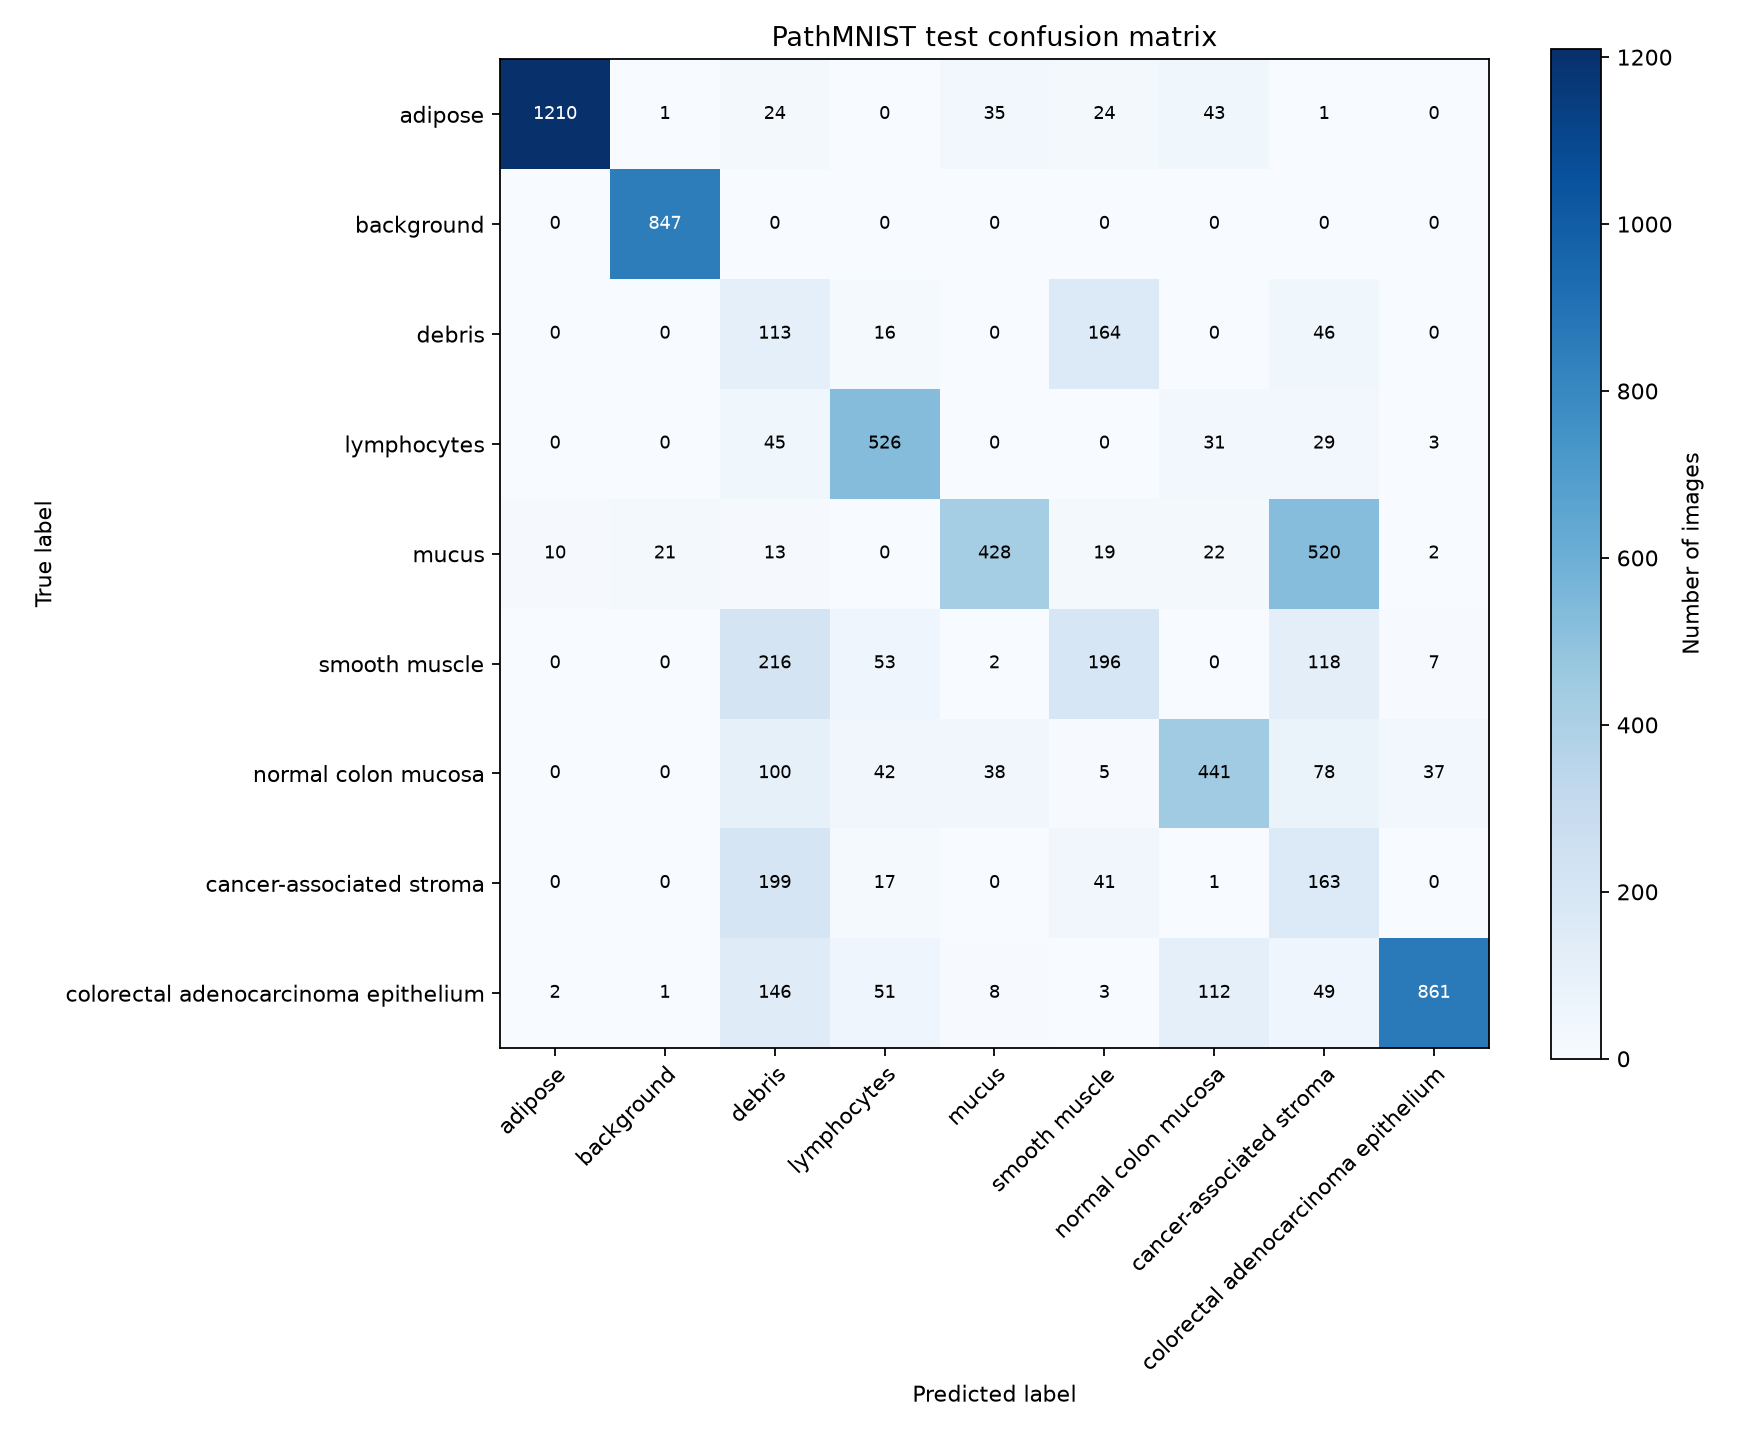 PathMNIST test confusion matrix
adipose 1210 1 24 0 35 24 43 1 0
background 0 847 0 0 0 0 0 0 0
debris 0 0 113 16 0 164 0 46 0
lymphocytes 0 0 45 526 0 0 31 29 3
mucus 10 21 13 0 428 19 22 520 2
smooth muscle 0 0 216 53 2 196 0 118 7
normal colon mucosa 0 0 100 42 38 5 441 78 37
cancer-associated stroma 0 0 199 17 0 41 1 163 0
colorectal adenocarcinoma epithelium 2 1 146 51 8 3 112 49 861
True label
adipose
background
debris
lymphocytes
mucus
smooth muscle
normal colon mucosa
cancer-associated stroma
colorectal adenocarcinoma epithelium
Predicted label
1200
1000
800
600
400
200
0
Number of images